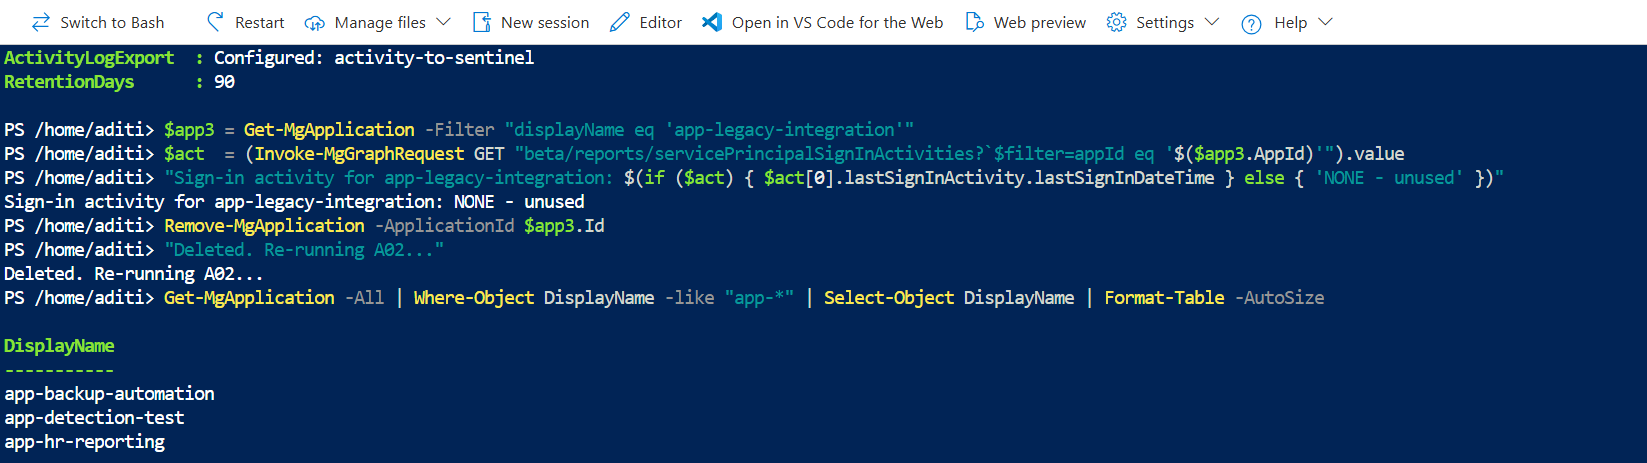 Switch to Bash Restart Manage files New session Editor Open in VS Code for the Web Web preview Settings Help
ActivityLogExport : Configured: activity-to-sentinel
RetentionDays : 90
PS /home/aditi> $app3 = Get-MgApplication -Filter "displayName eq 'app-legacy-integration'"
PS /home/aditi> $act = (Invoke-MgGraphRequest GET "beta/reports/servicePrincipalSignInActivities?`$filter=appId eq '$($app3.AppId)'").value
PS /home/aditi> "Sign-in activity for app-legacy-integration: $(if ($act) { $act[0].lastSignInActivity.lastSignInDateTime } else { 'NONE - unused' })"
Sign-in activity for app-legacy-integration: NONE - unused
PS /home/aditi> Remove-MgApplication -ApplicationId $app3.Id
PS /home/aditi> "Deleted. Re-running A02..."
Deleted. Re-running A02...
PS /home/aditi> Get-MgApplication -All | Where-Object DisplayName -like "app-*" | Select-Object DisplayName | Format-Table -AutoSize
DisplayName
-----------
app-backup-automation
app-detection-test
app-hr-reporting